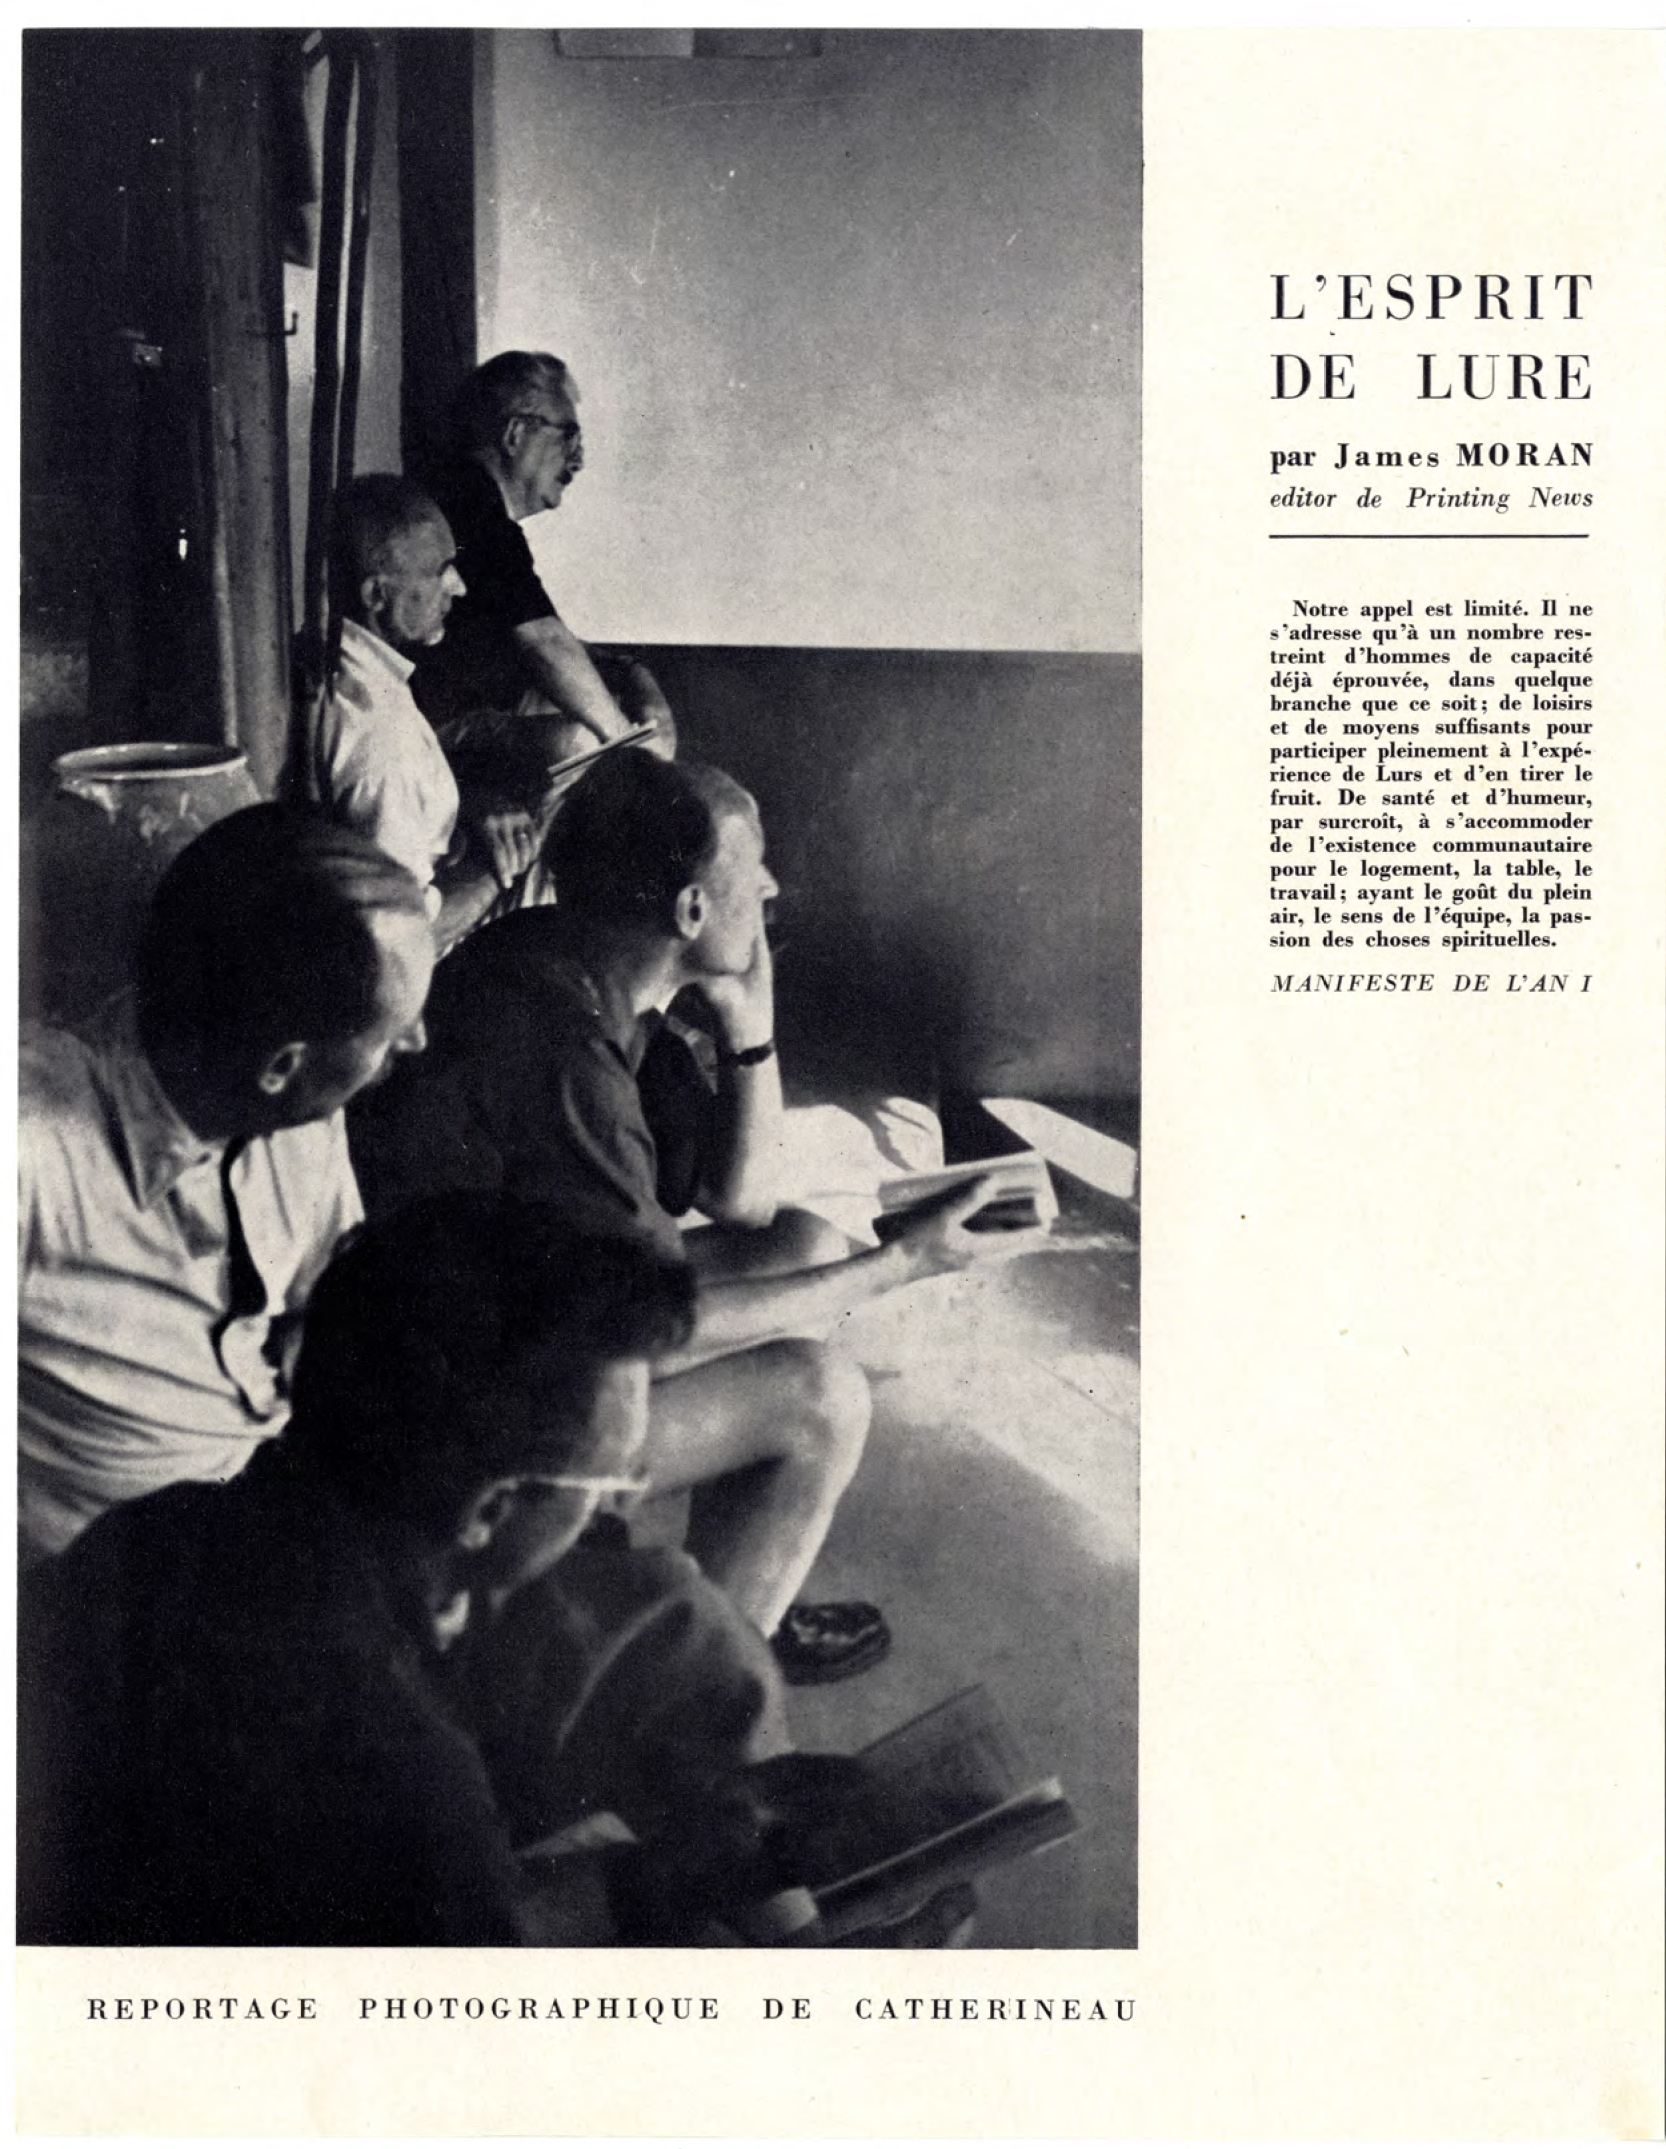 L'ESPRIT
DE LURE
par James MORAN
editor de Printing News
Notre appel est limité. Il ne
s'adresse qu'à un nombre res-
treint d'hommes de capacité
déjà éprouvée, dans quelque
branche que ce soit; de loisirs
et de moyens suffisants pour
participer pleinement à l'expé-
rience de Lurs et d'en tirer le
fruit. De santé et d'humeur,
par surcroît, à s'accommoder
de l'existence communautaire
pour le logement, la table, le
travail; ayant le goût du plein
air, le sens de l'équipe, la pas-
sion des choses spirituelles.
MANIFESTE DE L'AN I
REPORTAGE PHOTOGRAPHIQUE DE CATHERINEAU